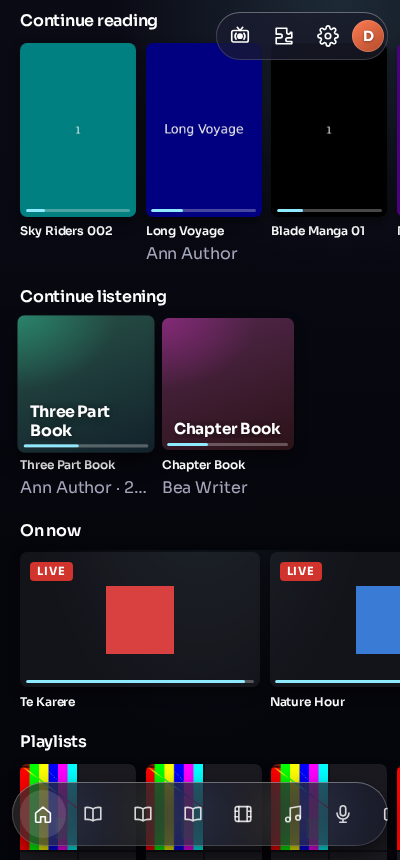 Continue reading
D
1
Long Voyage
1
Sky Riders 002
Long Voyage
Blade Manga 01
Ann Author
Continue listening
Three Part
Book
Chapter Book
Three Part Book
Chapter Book
Ann Author · 2...
Bea Writer
On now
LIVE
LIVE
Te Karere
Nature Hour
Playlists